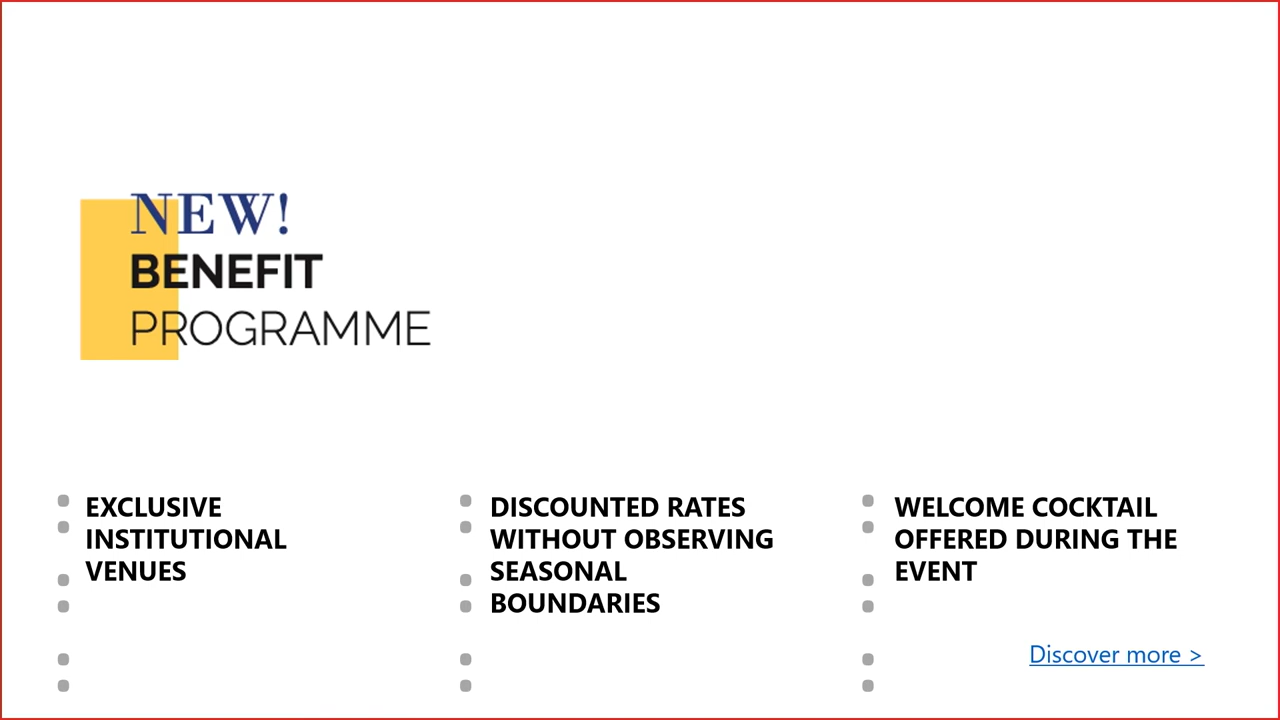 NEW!
BENEFIT
PROGRAMME
EXCLUSIVE
INSTITUTIONAL
VENUES
DISCOUNTED RATES
WITHOUT OBSERVING
SEASONAL
BOUNDARIES
WELCOME COCKTAIL
OFFERED DURING THE
EVENT
Discover more >